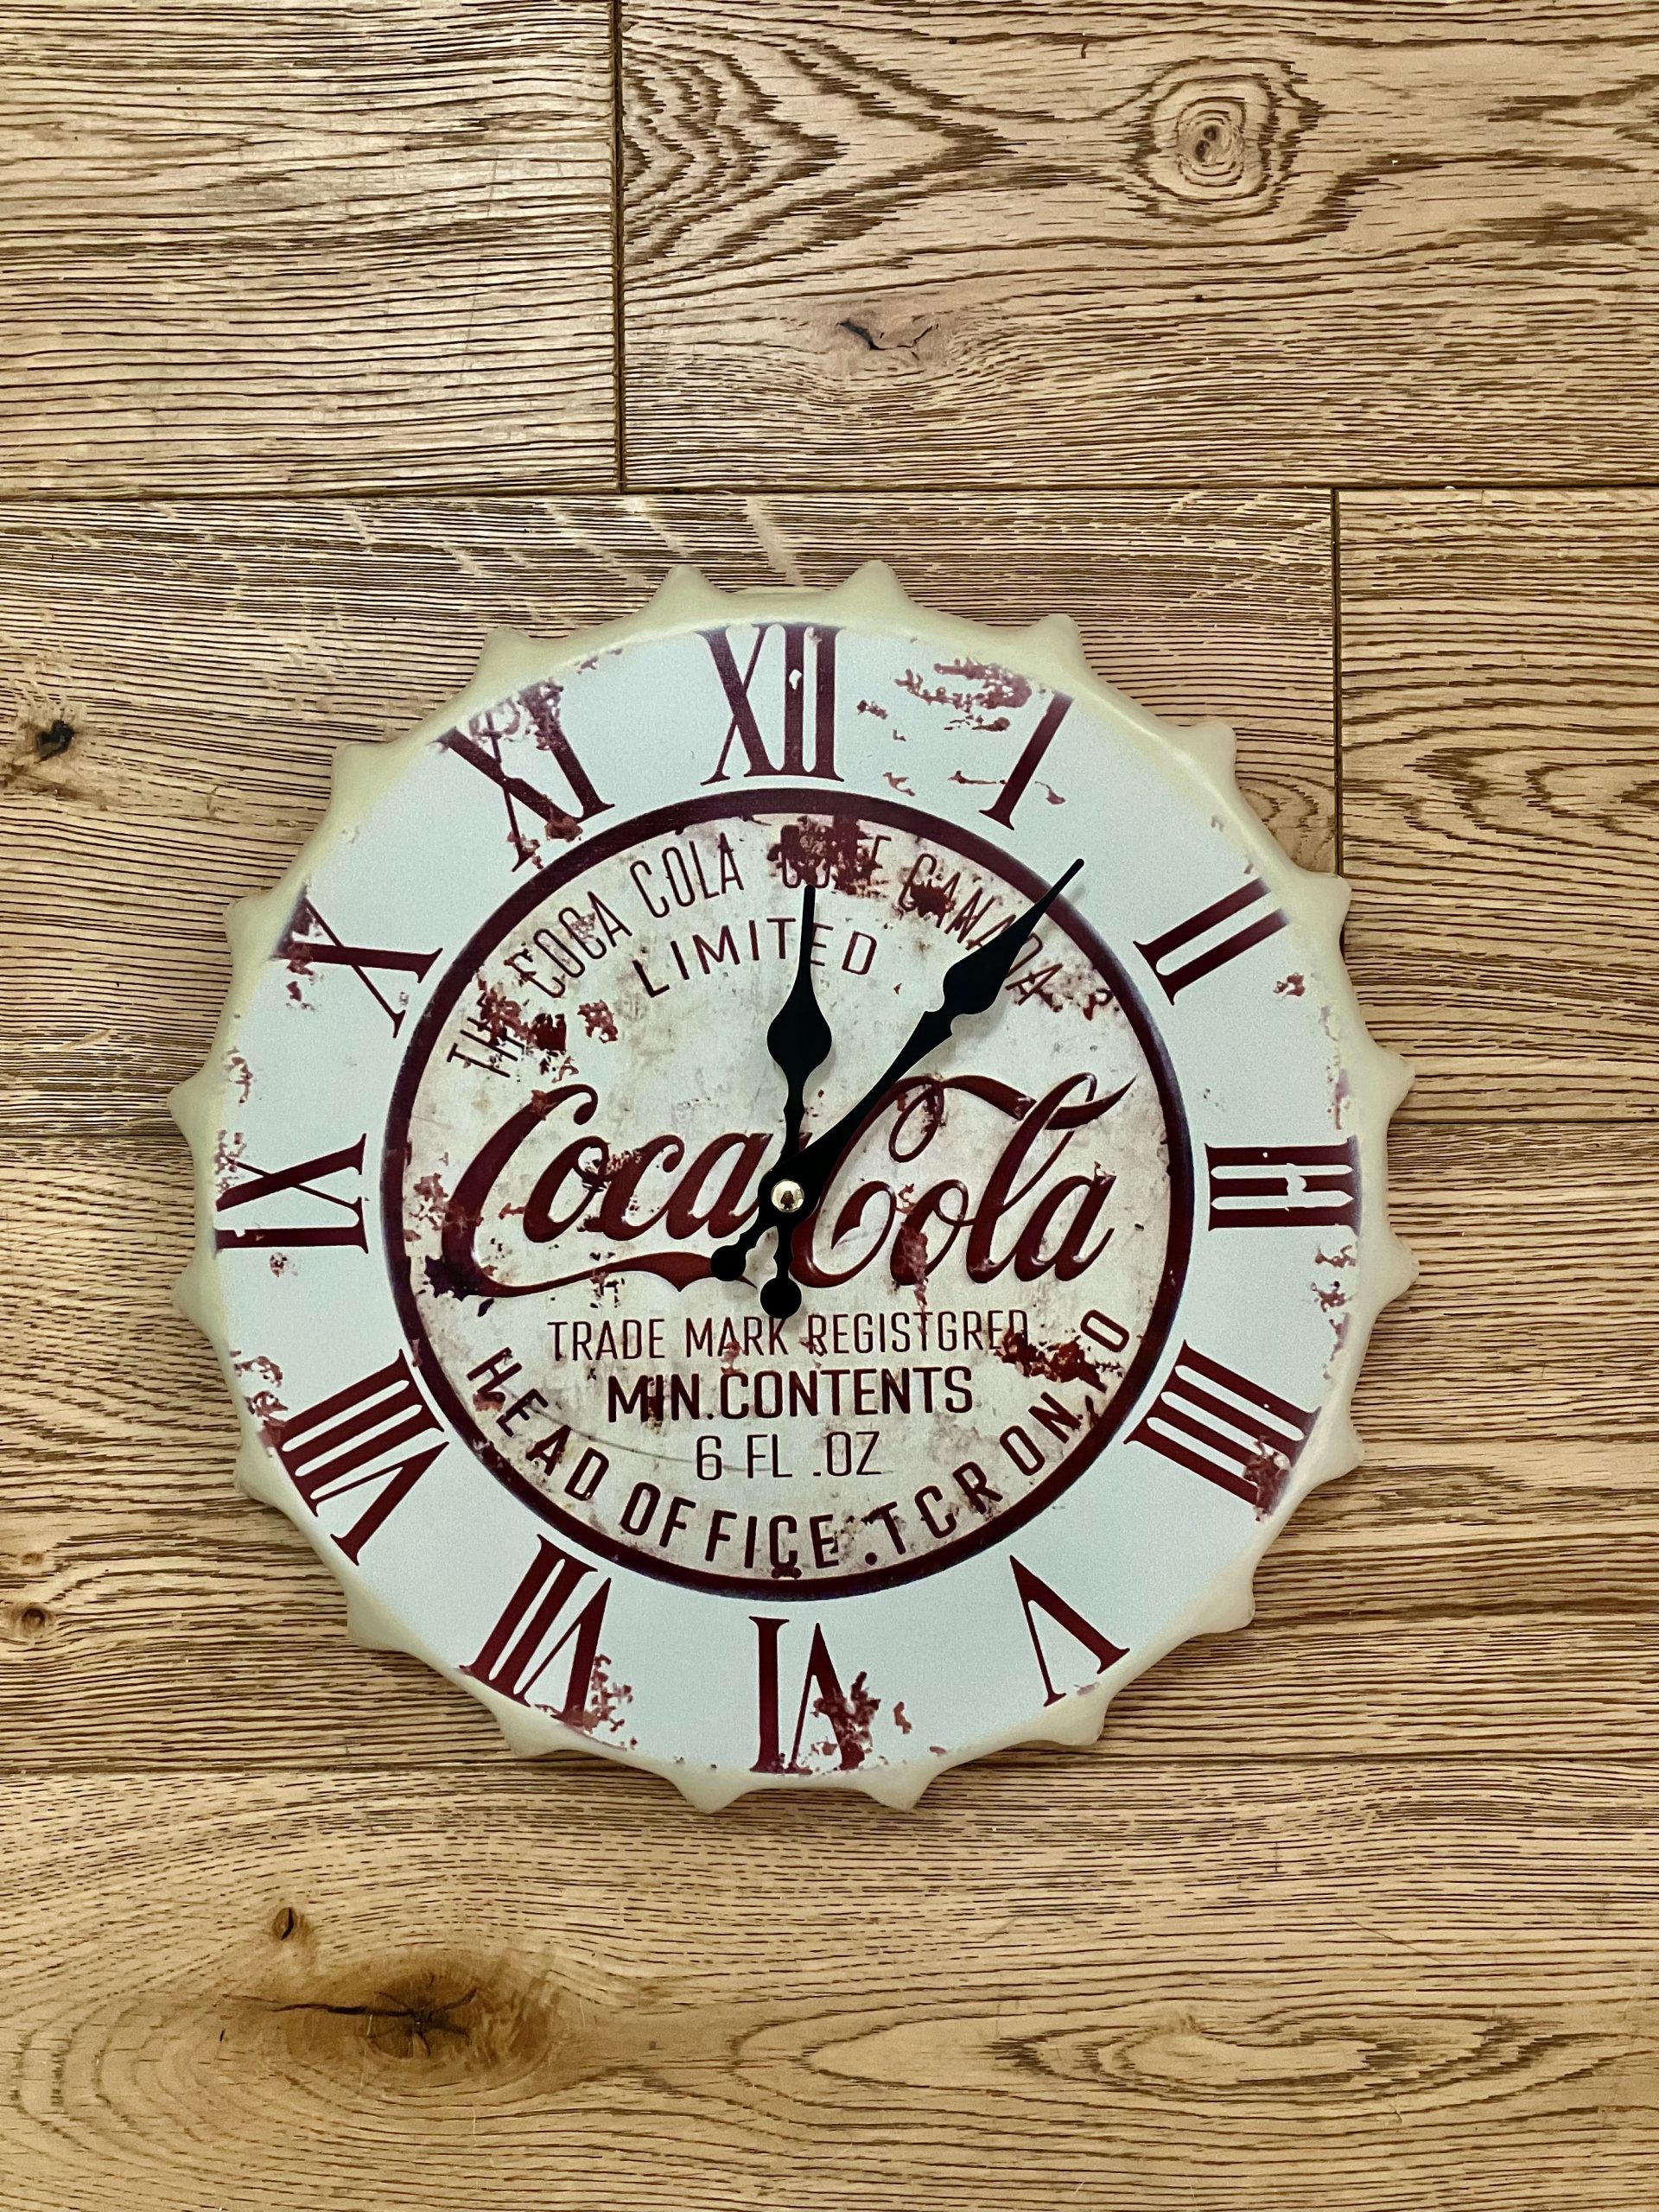 XII
I
II
III
IIII
V
VI
VII
VIII
IX
X
XI
THE COCA COLA CANADA
LIMITED
Coca Cola
TRADE MARK REGISTGRED
MIN.CONTENTS
6 FL .OZ
HEAD OFFICE .TCRONTO